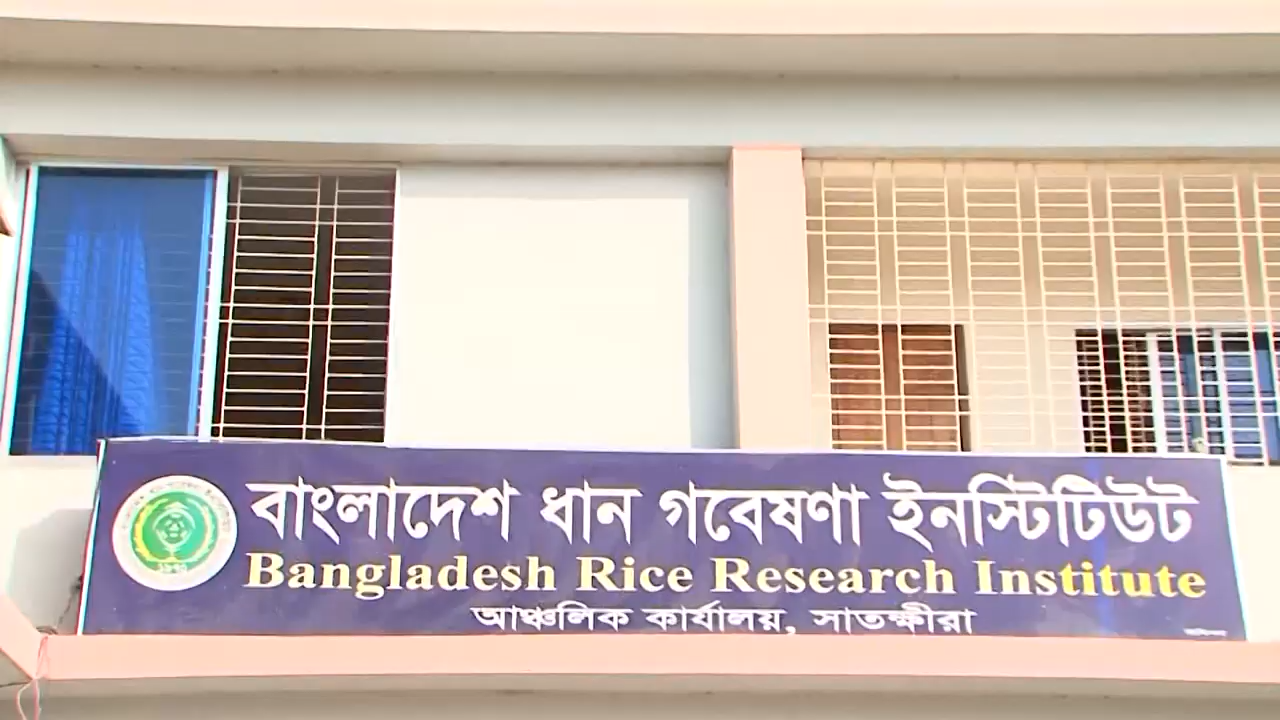 বাংলাদেশ ধান গবেষণা ইনস্টিটিউট
Bangladesh Rice Research Institute
আঞ্চলিক কার্যালয়, সাতক্ষীরা